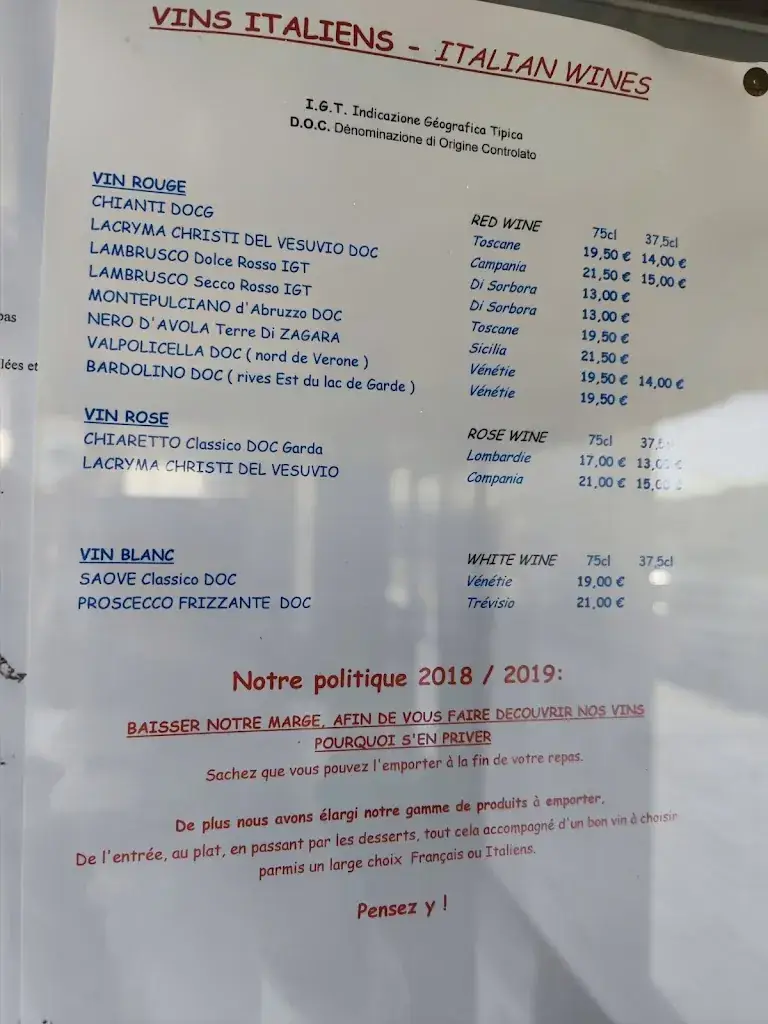 VINS ITALIENS - ITALIAN WINES
I.G.T. Indicazione Géografica Tipica
D.O.C. Dénominazione di Origine Controlato
VIN ROUGE RED WINE 75cl 37,5cl
CHIANTI DOCG Toscane 19,50 € 14,00 €
LACRYMA CHRISTI DEL VESUVIO DOC Campania 21,50 € 15,00 €
LAMBRUSCO Dolce Rosso IGT Di Sorbora 13,00 €
LAMBRUSCO Secco Rosso IGT Di Sorbora 13,00 €
MONTEPULCIANO d'Abruzzo DOC Toscane 19,50 €
NERO D'AVOLA Terre Di ZAGARA Sicilia 21,50 €
VALPOLICELLA DOC ( nord de Verone ) Vénétie 19,50 € 14,00 €
BARDOLINO DOC ( rives Est du lac de Garde ) Vénétie 19,50 €
VIN ROSE ROSE WINE 75cl
CHIARETTO Classico DOC Garda Lombardie 17,00 € 13,00 €
LACRYMA CHRISTI DEL VESUVIO Compania 21,00 € 15,00 €
VIN BLANC WHITE WINE 75cl 37,5cl
SAOVE Classico DOC Vénétie 19,00 €
PROSCECCO FRIZZANTE DOC Trévisio 21,00 €
Notre politique 2018 / 2019:
BAISSER NOTRE MARGE, AFIN DE VOUS FAIRE DECOUVRIR NOS VINS
POURQUOI S'EN PRIVER
Sachez que vous pouvez l'emporter à la fin de votre repas.
De plus nous avons élargi notre gamme de produits à emporter.
De l'entrée, au plat, en passant par les desserts, tout cela accompagné d'un bon vin à choisir
parmis un large choix Français ou Italiens.
Pensez y !